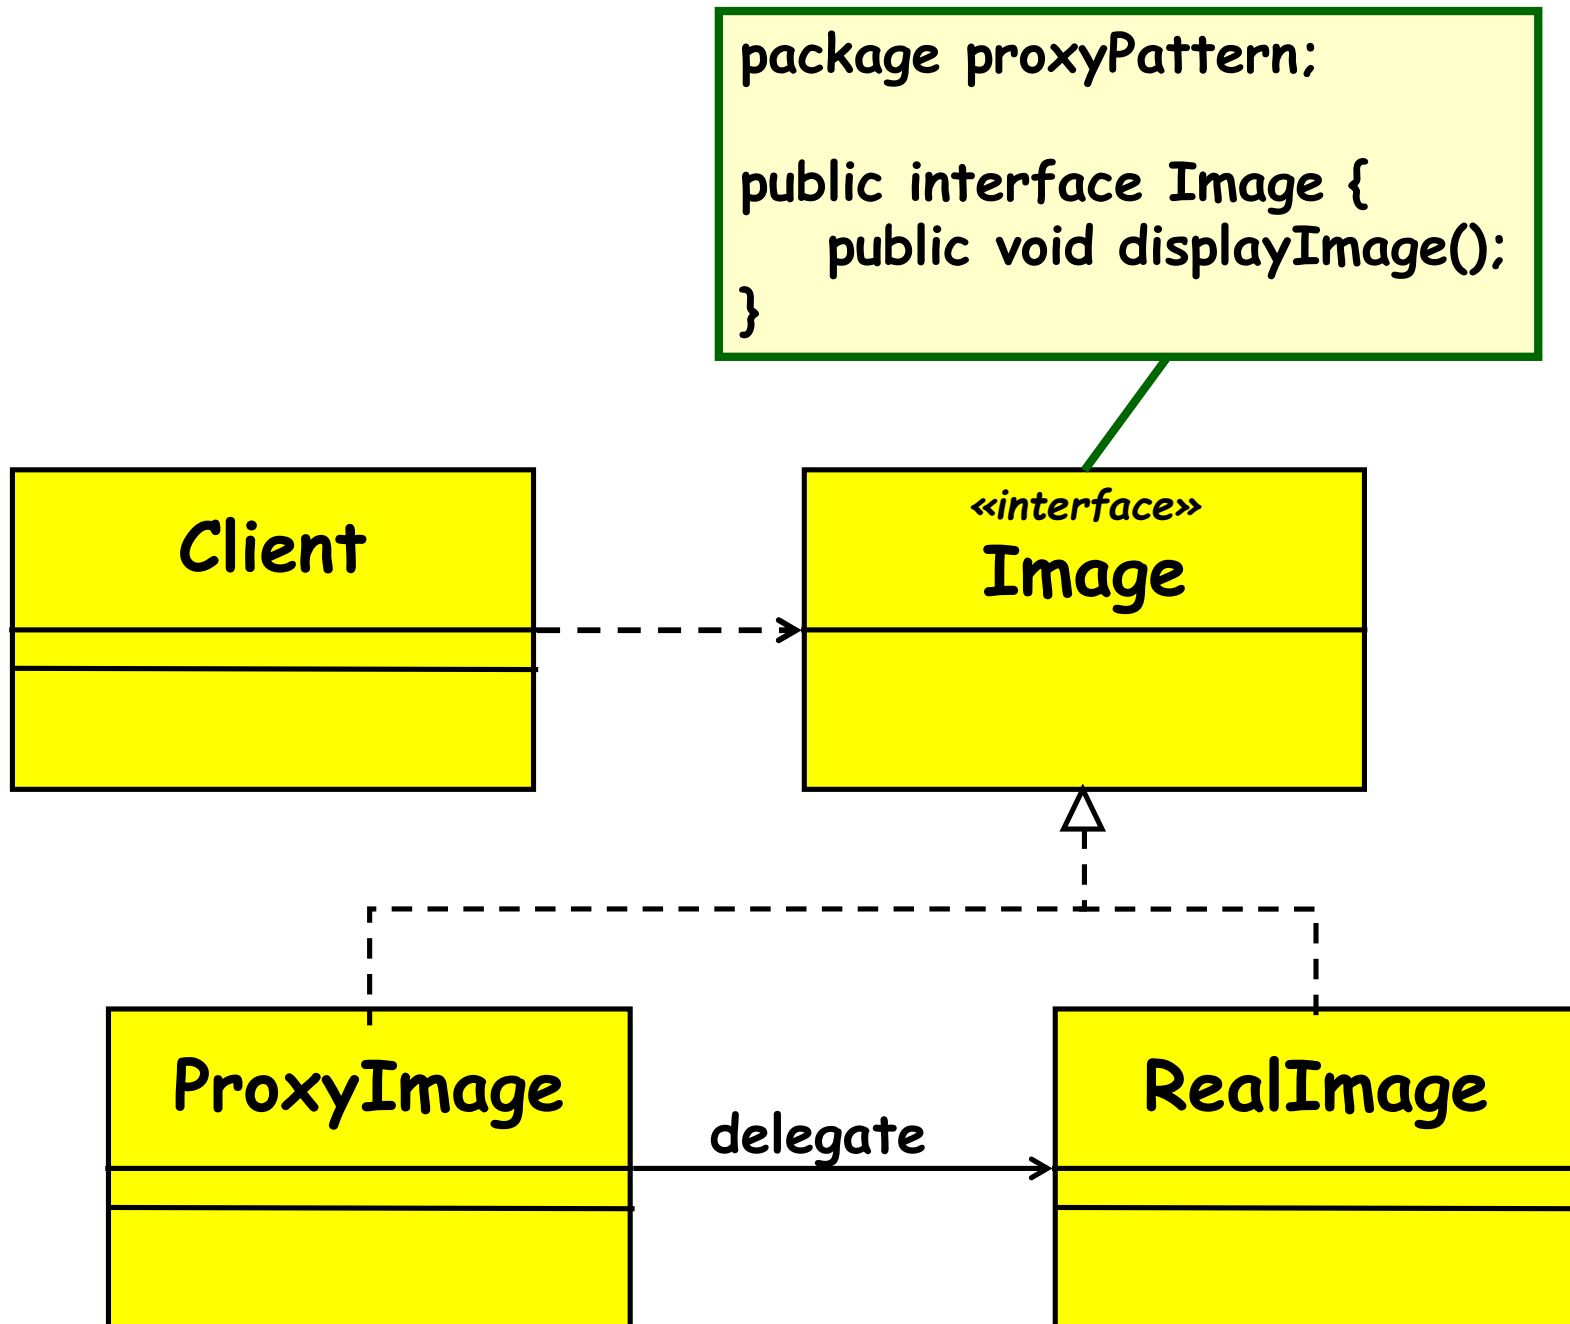 package proxyPattern;
public interface Image {
public void displayImage();
}
Client
«interface»
Image
ProxyImage
delegate
RealImage